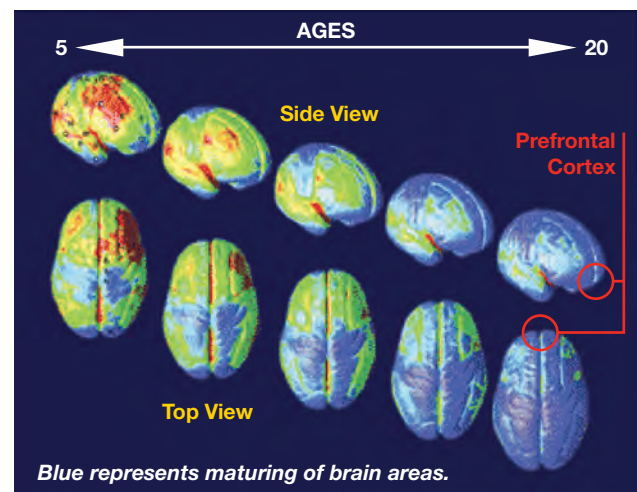 AGES
5
20
Side View
Prefrontal
Cortex
Top View
Blue represents maturing of brain areas.